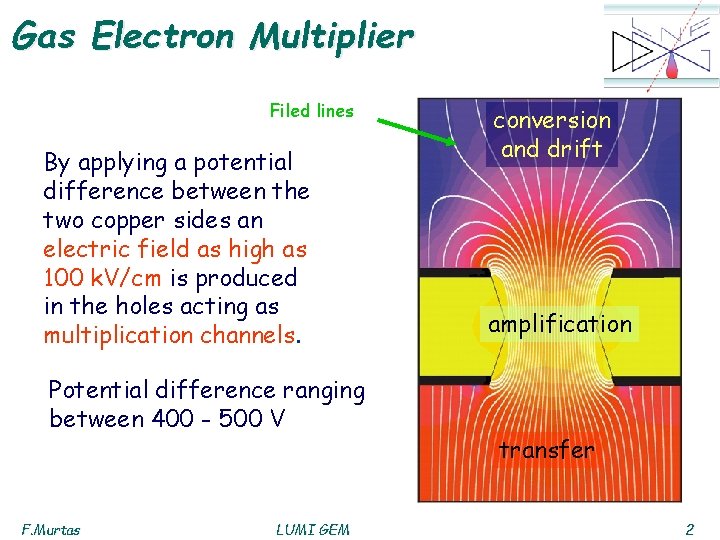 Gas Electron Multiplier
Filed lines
By applying a potential
difference between the
two copper sides an
electric field as high as
100 kV/cm is produced
in the holes acting as
multiplication channels.
Potential difference ranging
between 400 - 500 V
conversion
and drift
amplification
transfer
F.Murtas
LUMI GEM
2